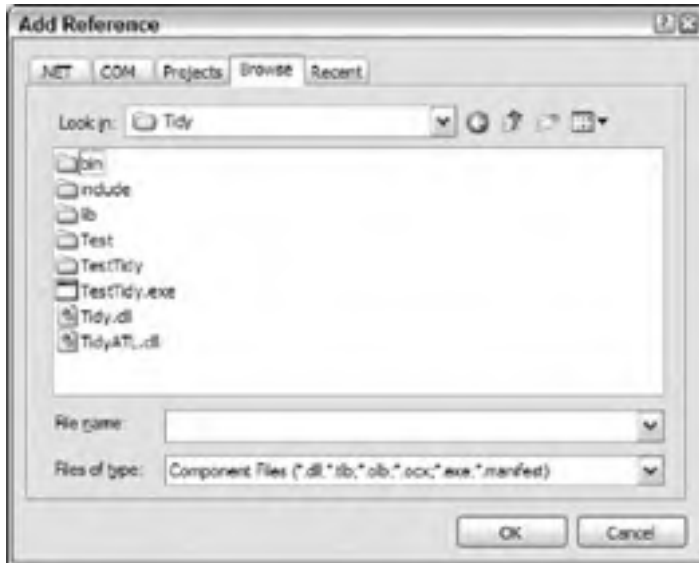 Add Reference
.NET COM Projects Browse Recent
Look in: Tidy
bin
include
lib
Test
TestTidy
TestTidy.exe
Tidy.dll
TidyATL.dll
File name:
Files of type: Component Files (*.dll;*.tlb;*.olb;*.ocx;*.exe;*.manifest)
OK Cancel